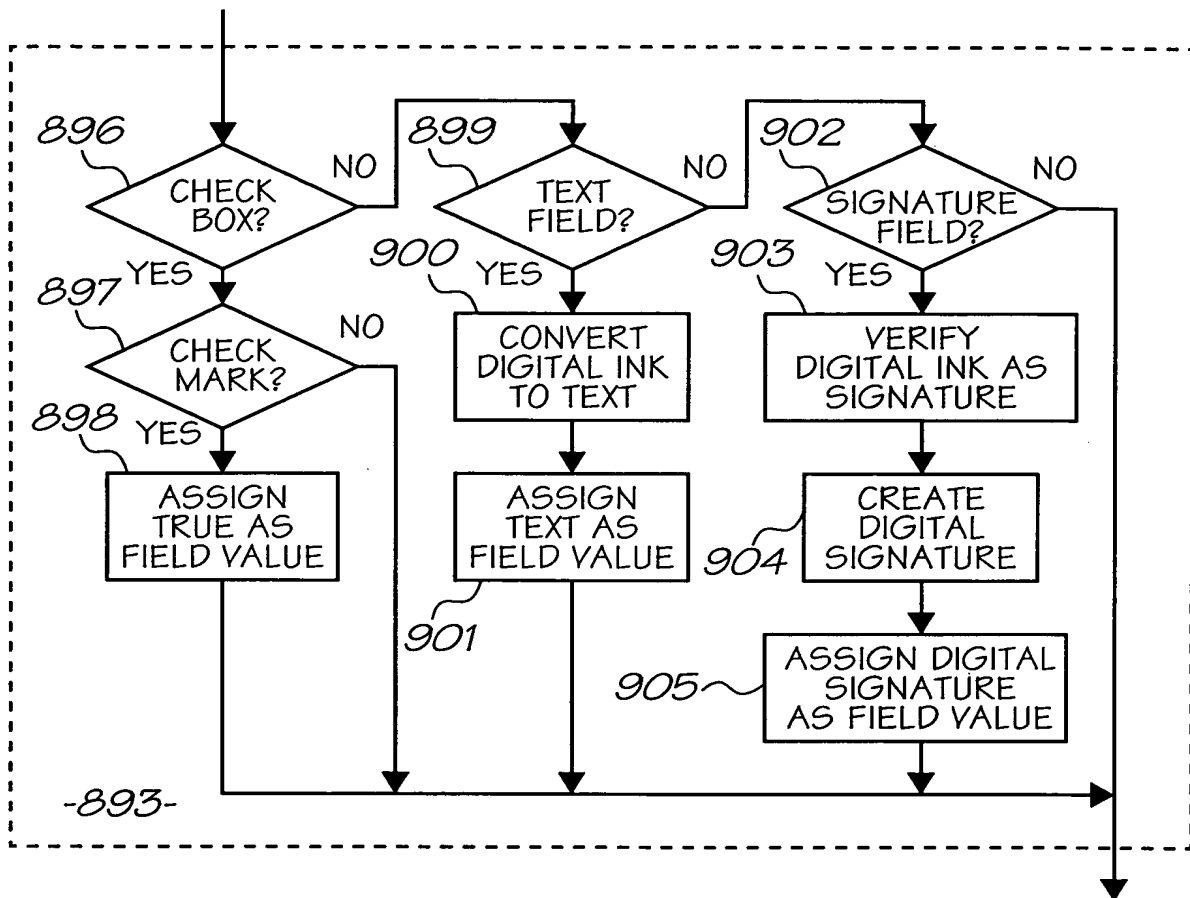 896
CHECK
BOX?
NO
YES
897
CHECK
MARK?
NO
YES
898
ASSIGN
TRUE AS
FIELD VALUE
899
TEXT
FIELD?
NO
YES
900
CONVERT
DIGITAL INK
TO TEXT
ASSIGN
TEXT AS
FIELD VALUE
901
902
SIGNATURE
FIELD?
NO
YES
903
VERIFY
DIGITAL INK AS
SIGNATURE
CREATE
DIGITAL
SIGNATURE
904
ASSIGN DIGITAL
SIGNATURE
AS FIELD VALUE
905
-893-